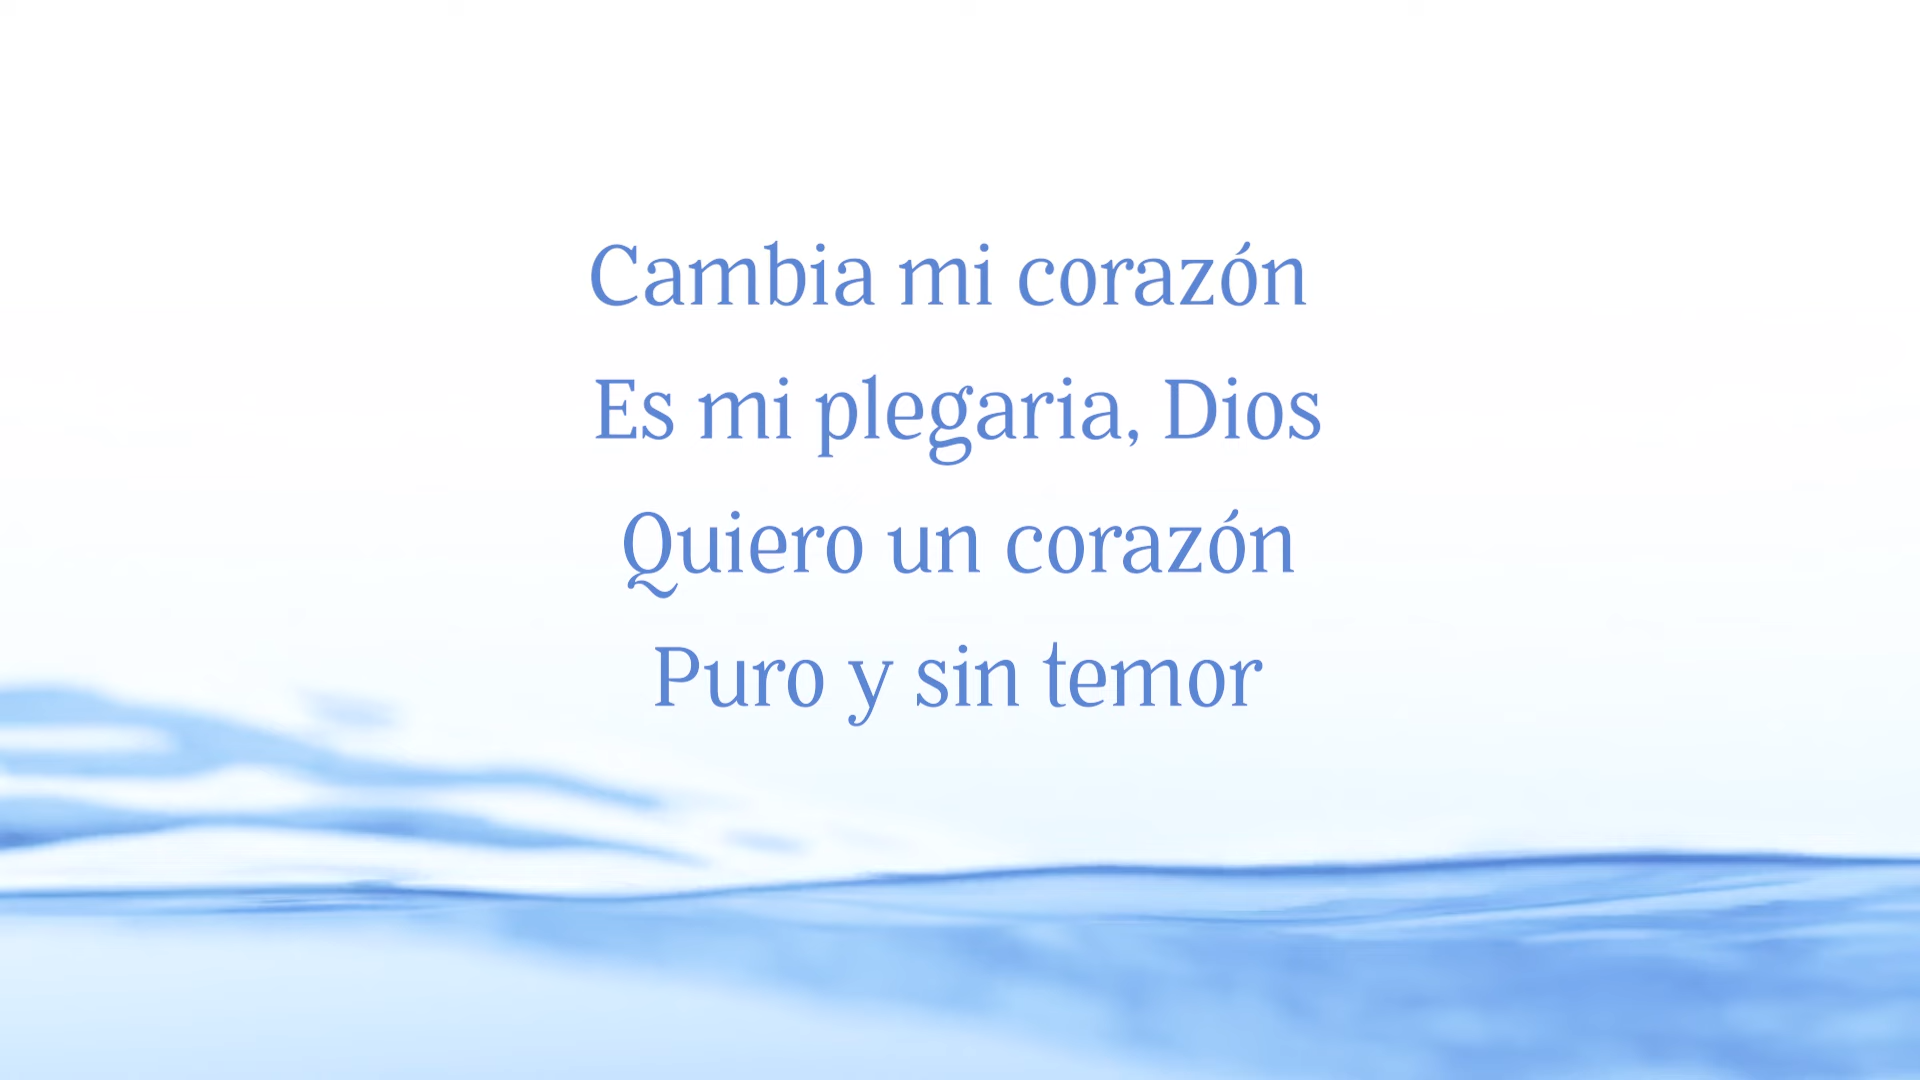 Cambia mi corazón
Es mi plegaria, Dios
Quiero un corazón
Puro y sin temor